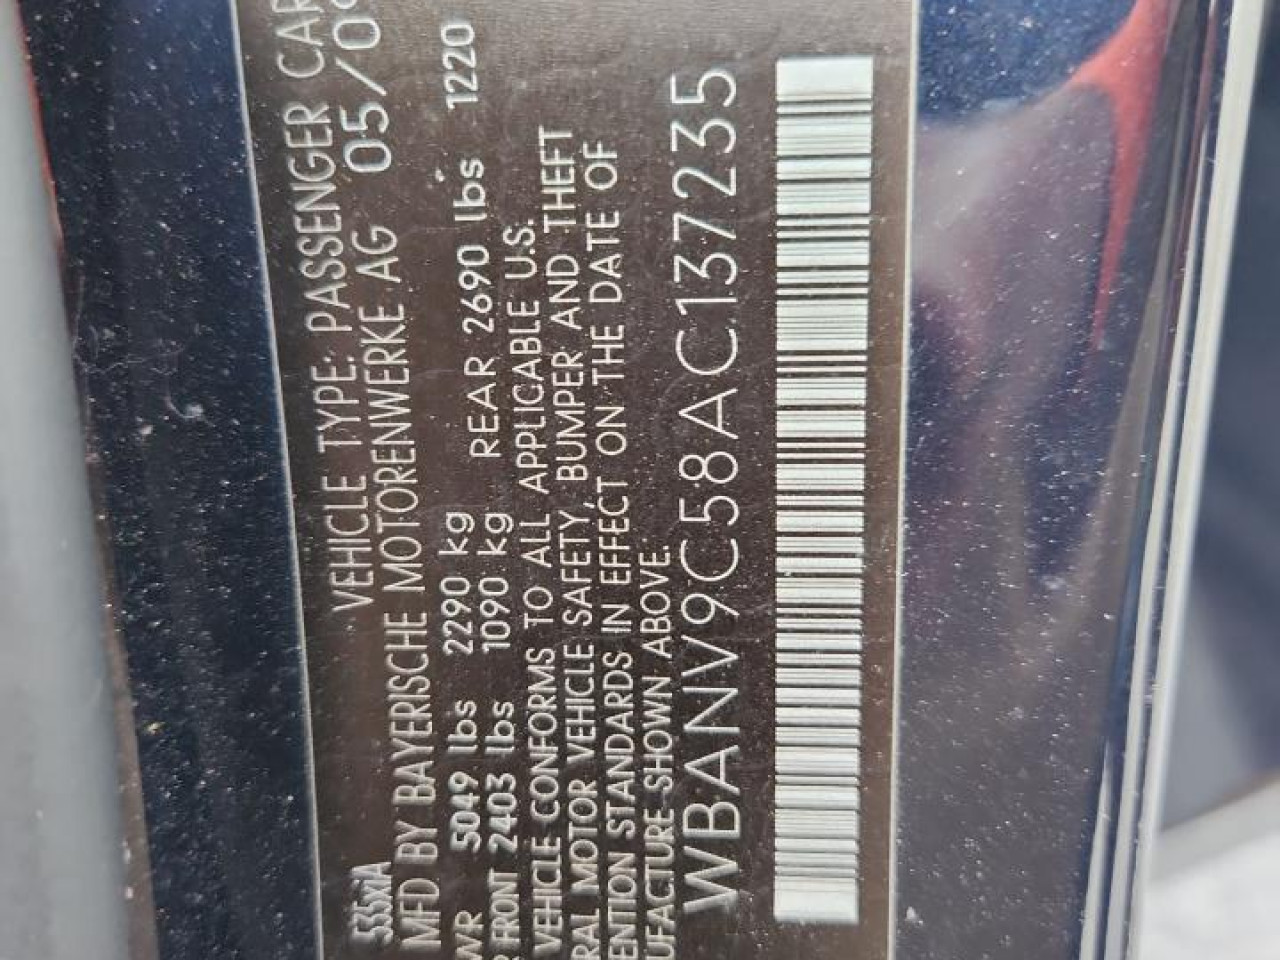 535xiA VEHICLE TYPE: PASSENGER CAR
MFD BY BAYERISCHE MOTORENWERKE AG 05/0
WR 5049 lbs 2290 kg 1220
FRONT 2403 lbs 1090 kg REAR 2690 lbs
VEHICLE CONFORMS TO ALL APPLICABLE U.S.
RAL MOTOR VEHICLE SAFETY, BUMPER AND THEFT
ENTION STANDARDS IN EFFECT ON THE DATE OF
UFACTURE SHOWN ABOVE.
WBANV9C58AC137235